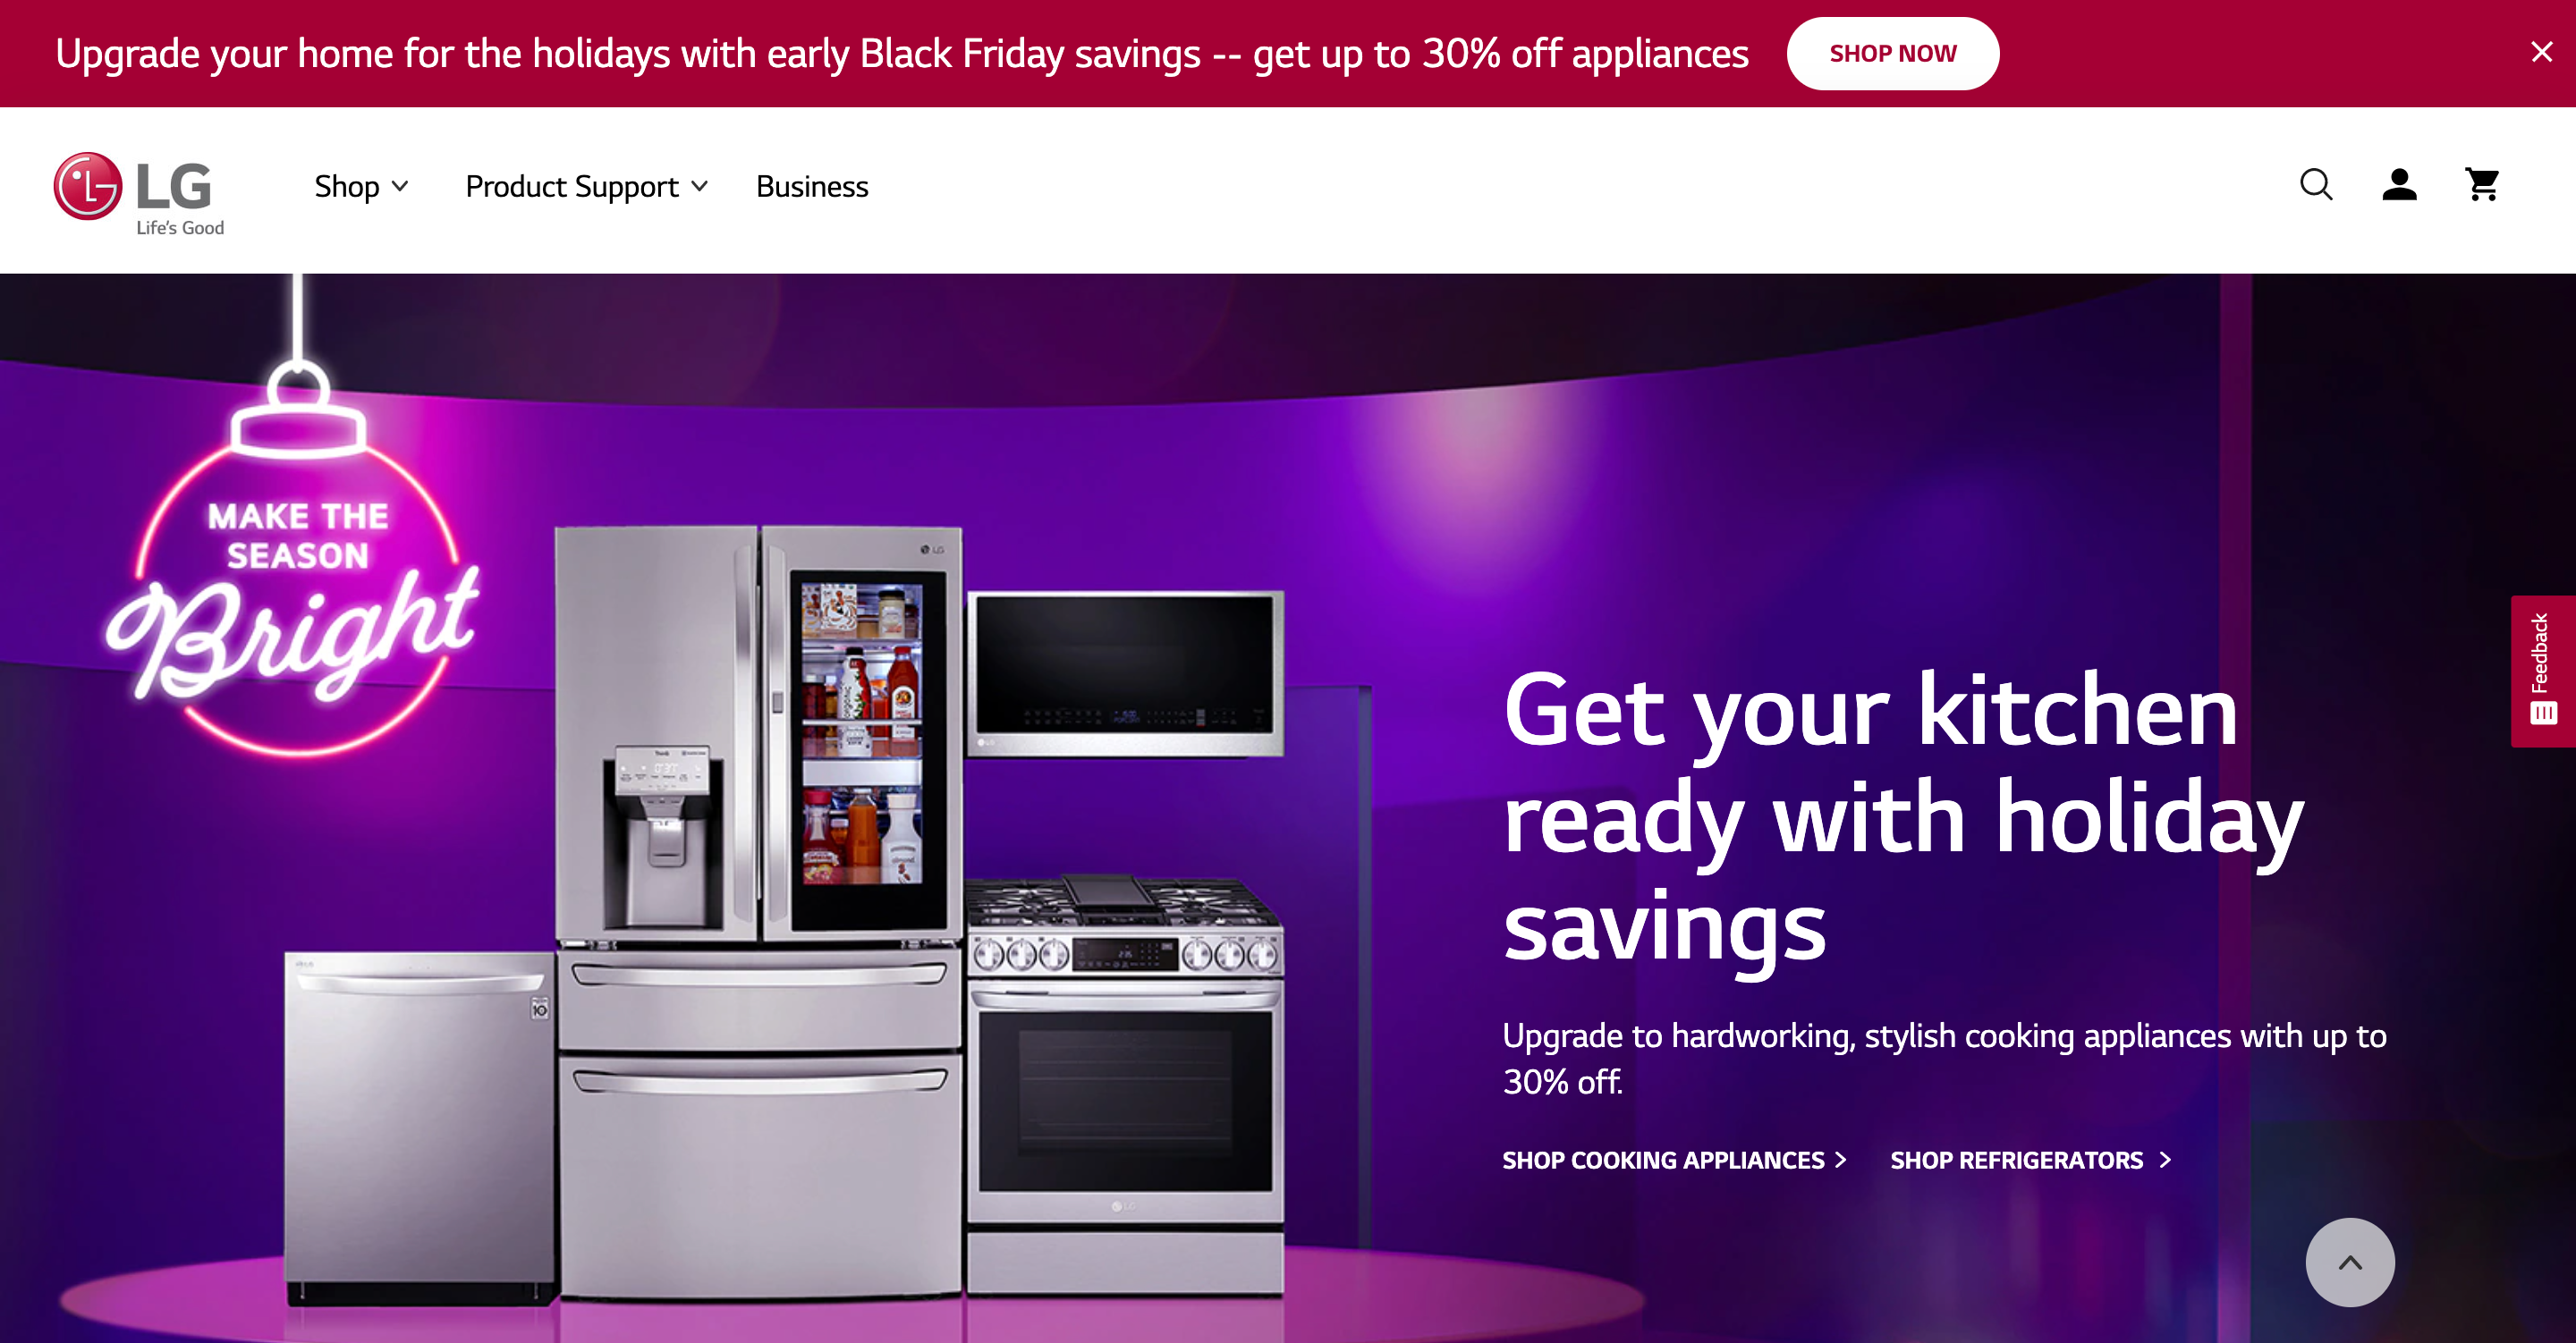 Upgrade your home for the holidays with early Black Friday savings -- get up to 30% off appliances
SHOP NOW
LG
Life's Good
Shop
Product Support
Business
MAKE THE
SEASON
Bright
LG
Feedback
Get your kitchen
ready with holiday
savings
Upgrade to hardworking, stylish cooking appliances with up to
30% off.
SHOP COOKING APPLIANCES
SHOP REFRIGERATORS
LG